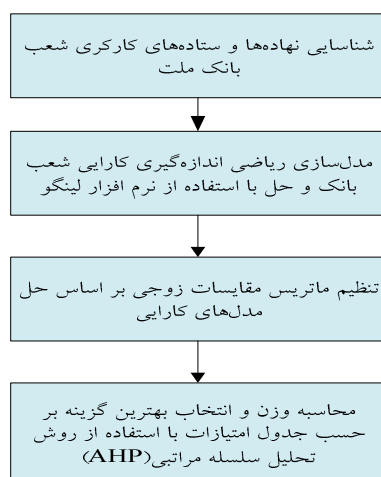 شناسایی نهاده‌ها و ستاده‌های کارکری شعب
بانک ملت
مدل‌سازی ریاضی اندازه‌گیری کارایی شعب
بانک و حل با استفاده از نرم افزار لینگو
تنظیم ماتریس مقایسات زوجی بر اساس حل
مدل‌های کارایی
محاسبه وزن و انتخاب بهترین گزینه بر
حسب جدول امتیازات با استفاده از روش
تحلیل سلسله مراتبی(AHP)